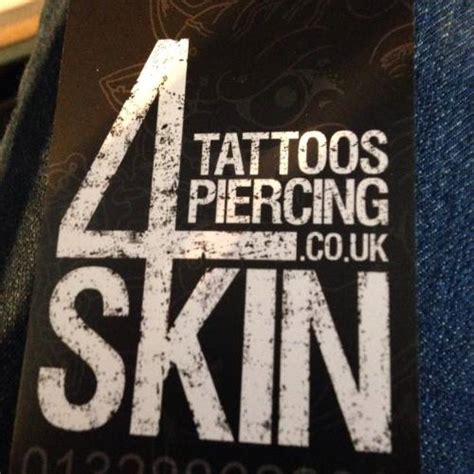 4
TATTOOS
PIERCING
.CO.UK
SKIN